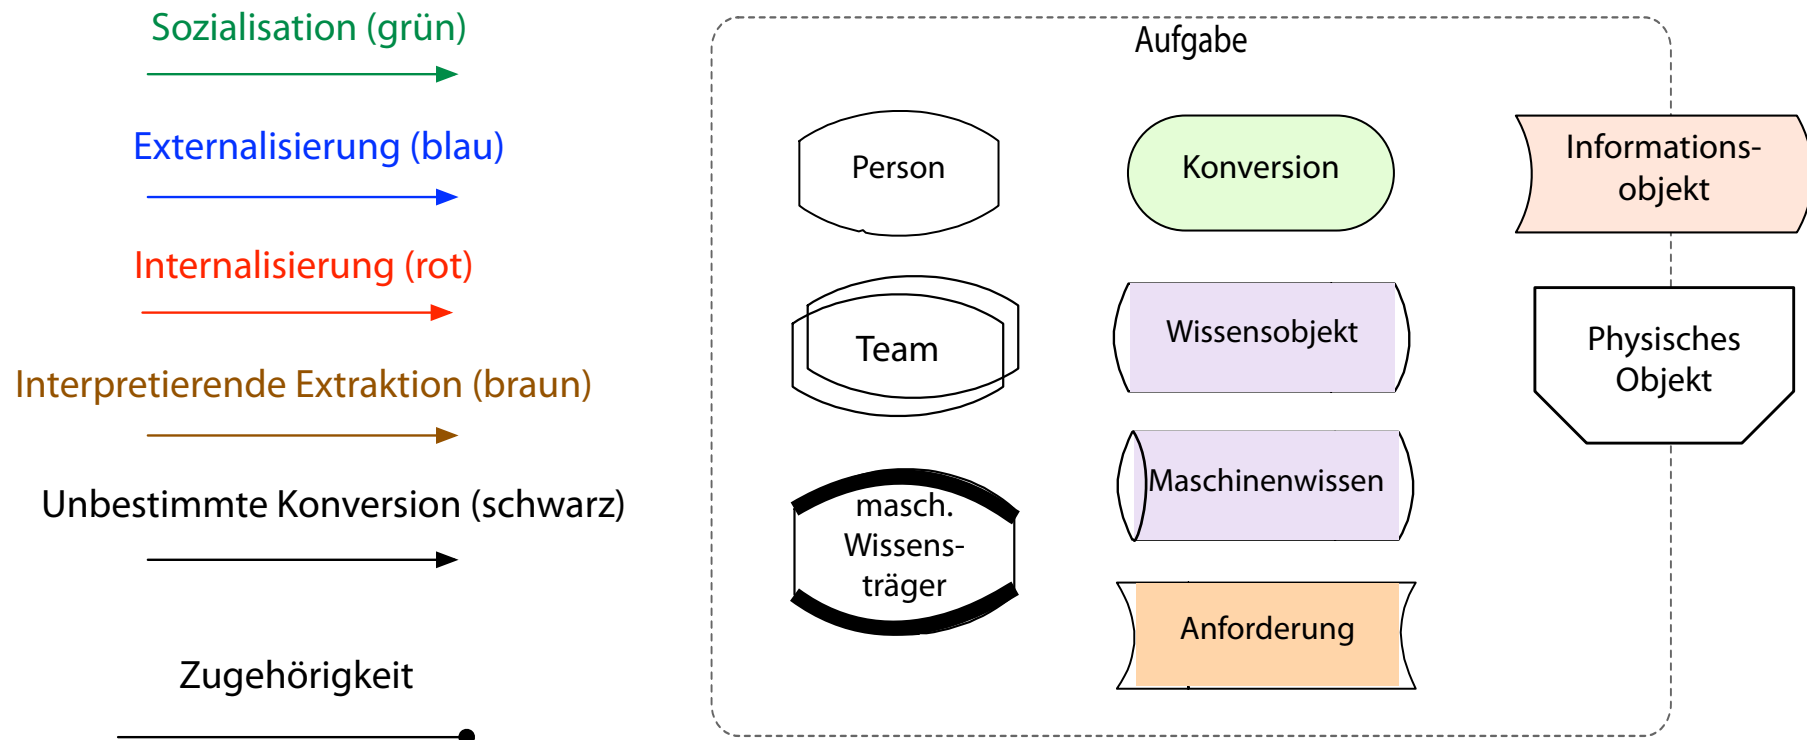 Sozialisation (grün)
Externalisierung (blau)
Internalisierung (rot)
Interpretierende Extraktion (braun)
Unbestimmte Konversion (schwarz)
Zugehörigkeit
Aufgabe
Person
Team
masch.
Wissens-
träger
Konversion
Wissensobjekt
Maschinenwissen
Anforderung
Informations-
objekt
Physisches
Objekt